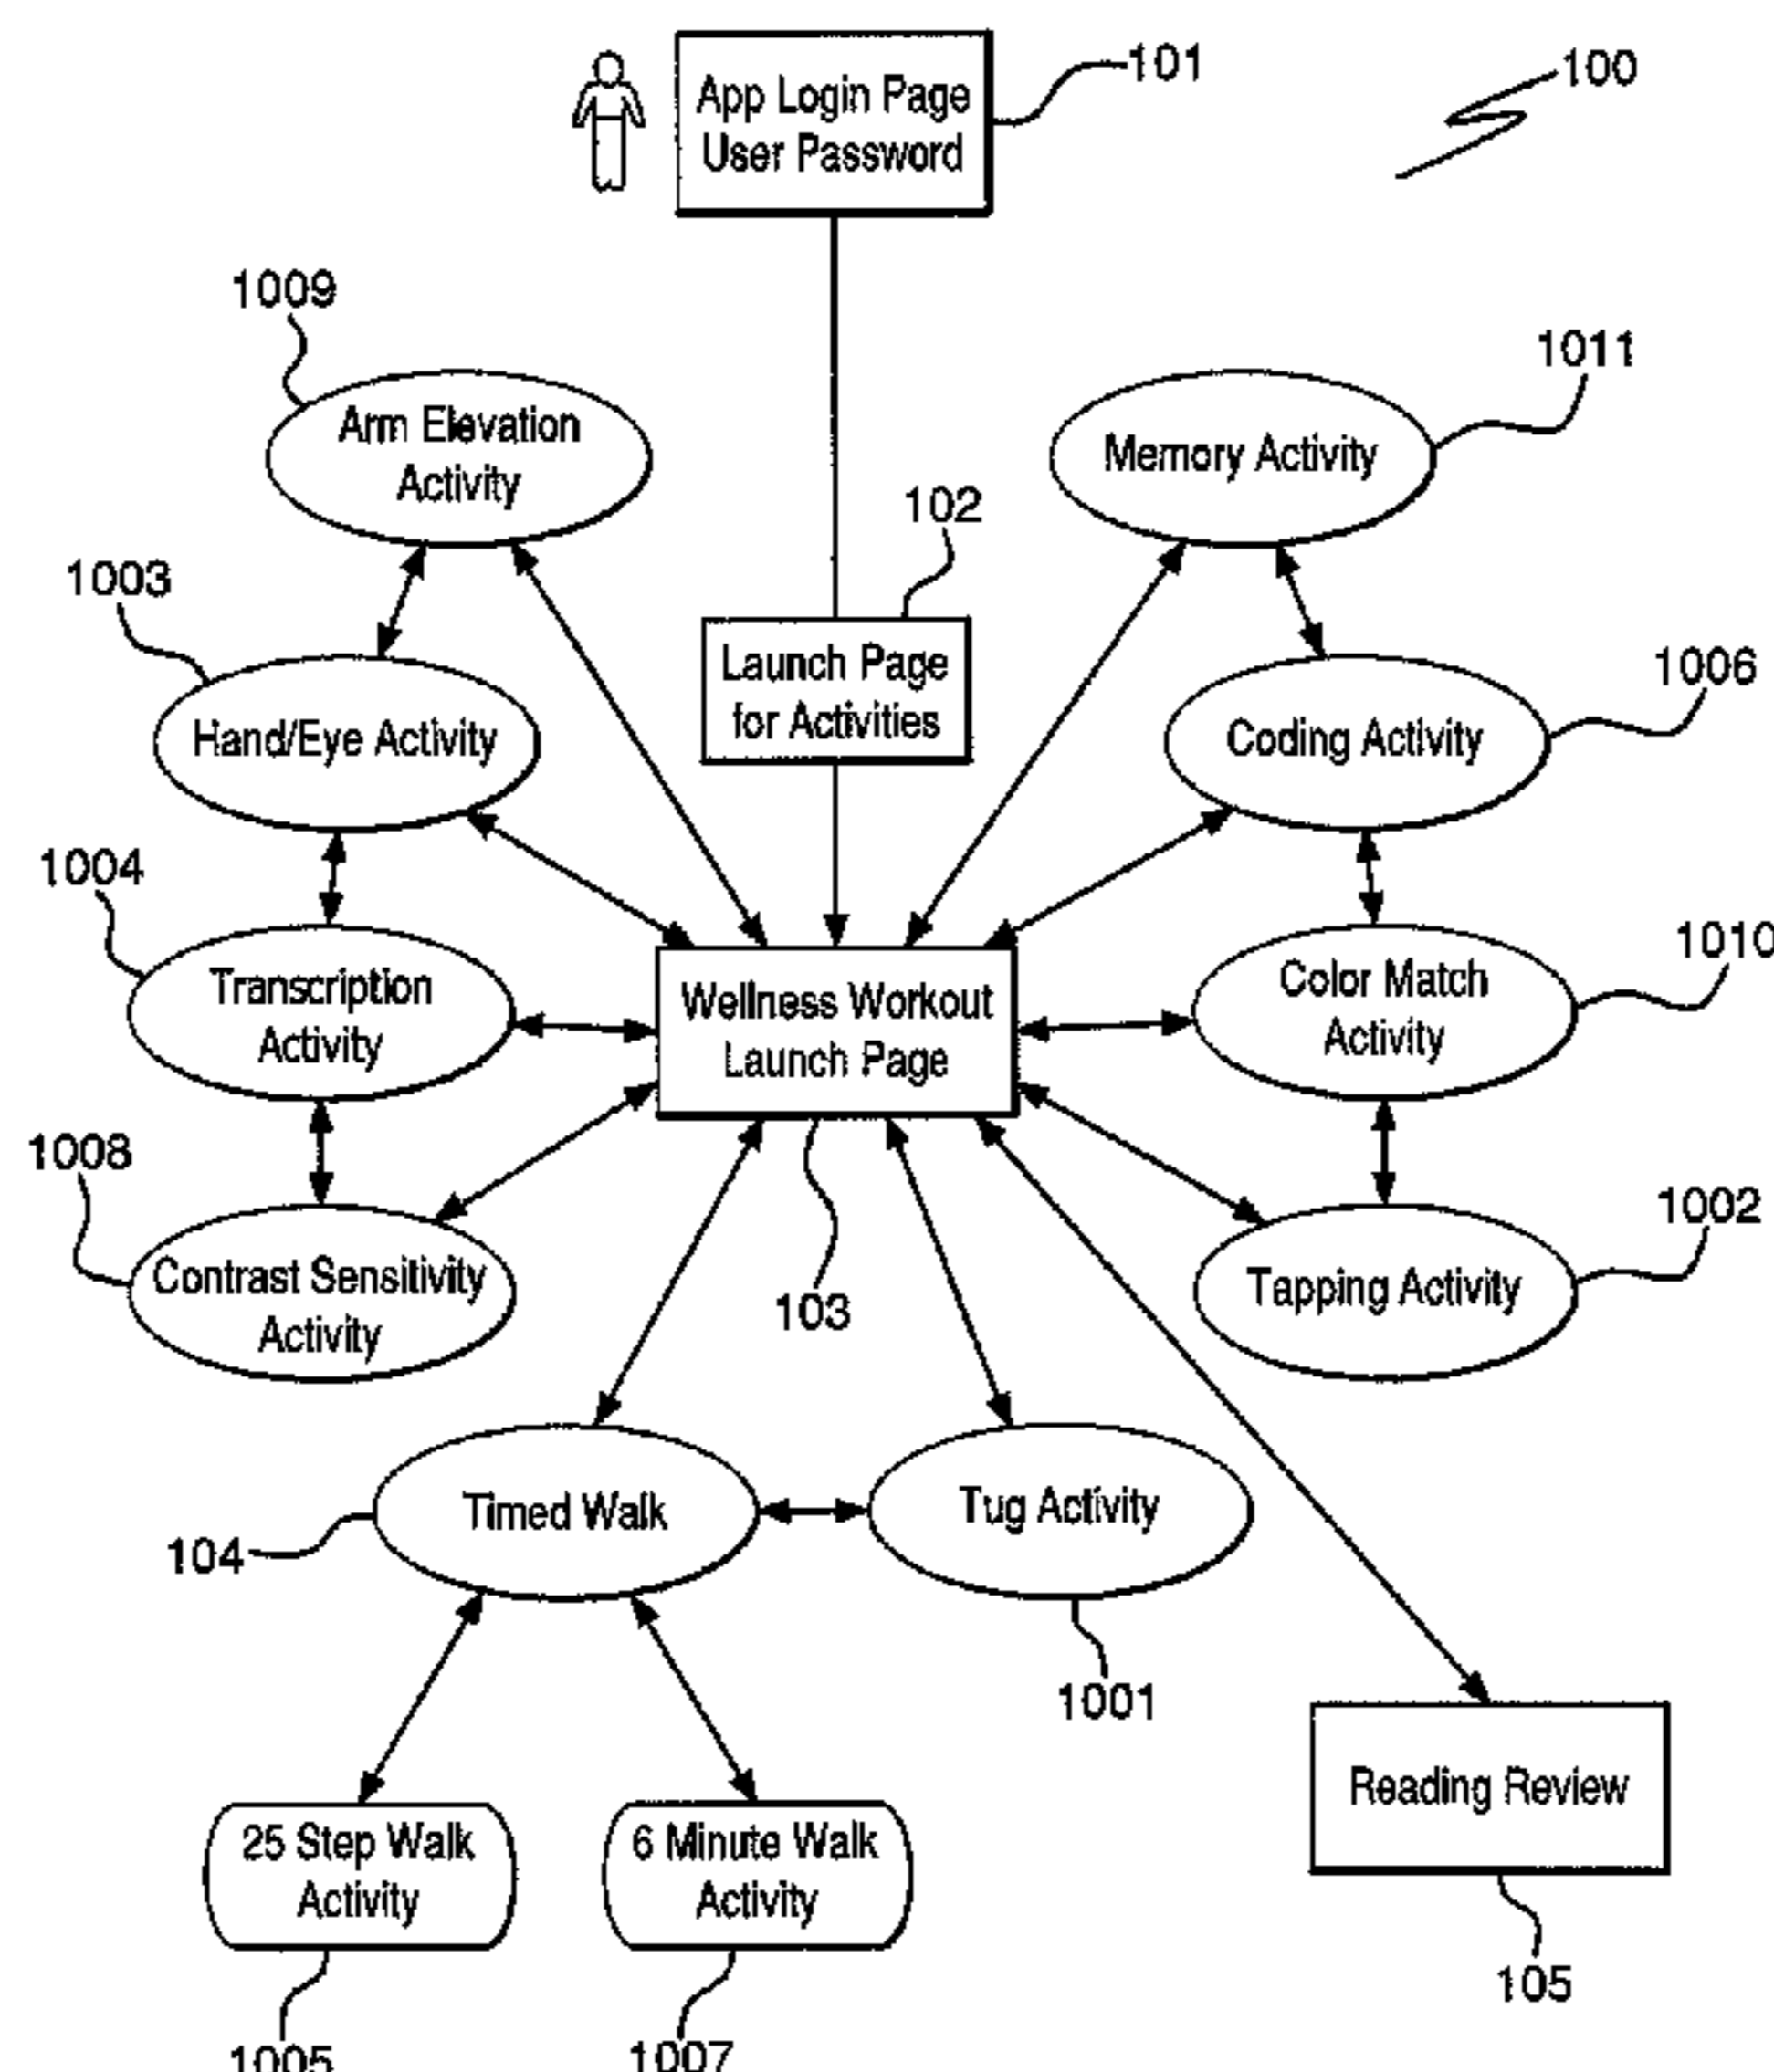 App Login Page
User Password
101
100
1009
Arm Elevation
Activity
1011
Memory Activity
102
Launch Page
for Activities
1003
Hand/Eye Activity
1006
Coding Activity
1004
Transcription
Activity
Wellness Workout
Launch Page
1010
Color Match
Activity
1008
Contrast Sensitivity
Activity
103
1002
Tapping Activity
104
Timed Walk
Tug Activity
1001
25 Step Walk
Activity
6 Minute Walk
Activity
Reading Review
105
1005
1007